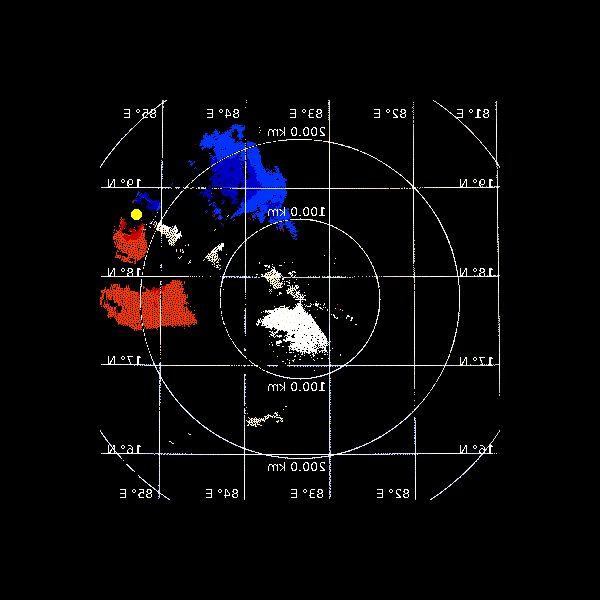 85° E 84° E 83° E 82° E 81° E
200.0 km
19° N 19° N
100.0 km
18° N 18° N
17° N 17° N
100.0 km
16° N 16° N
200.0 km
85° E 84° E 83° E 82° E